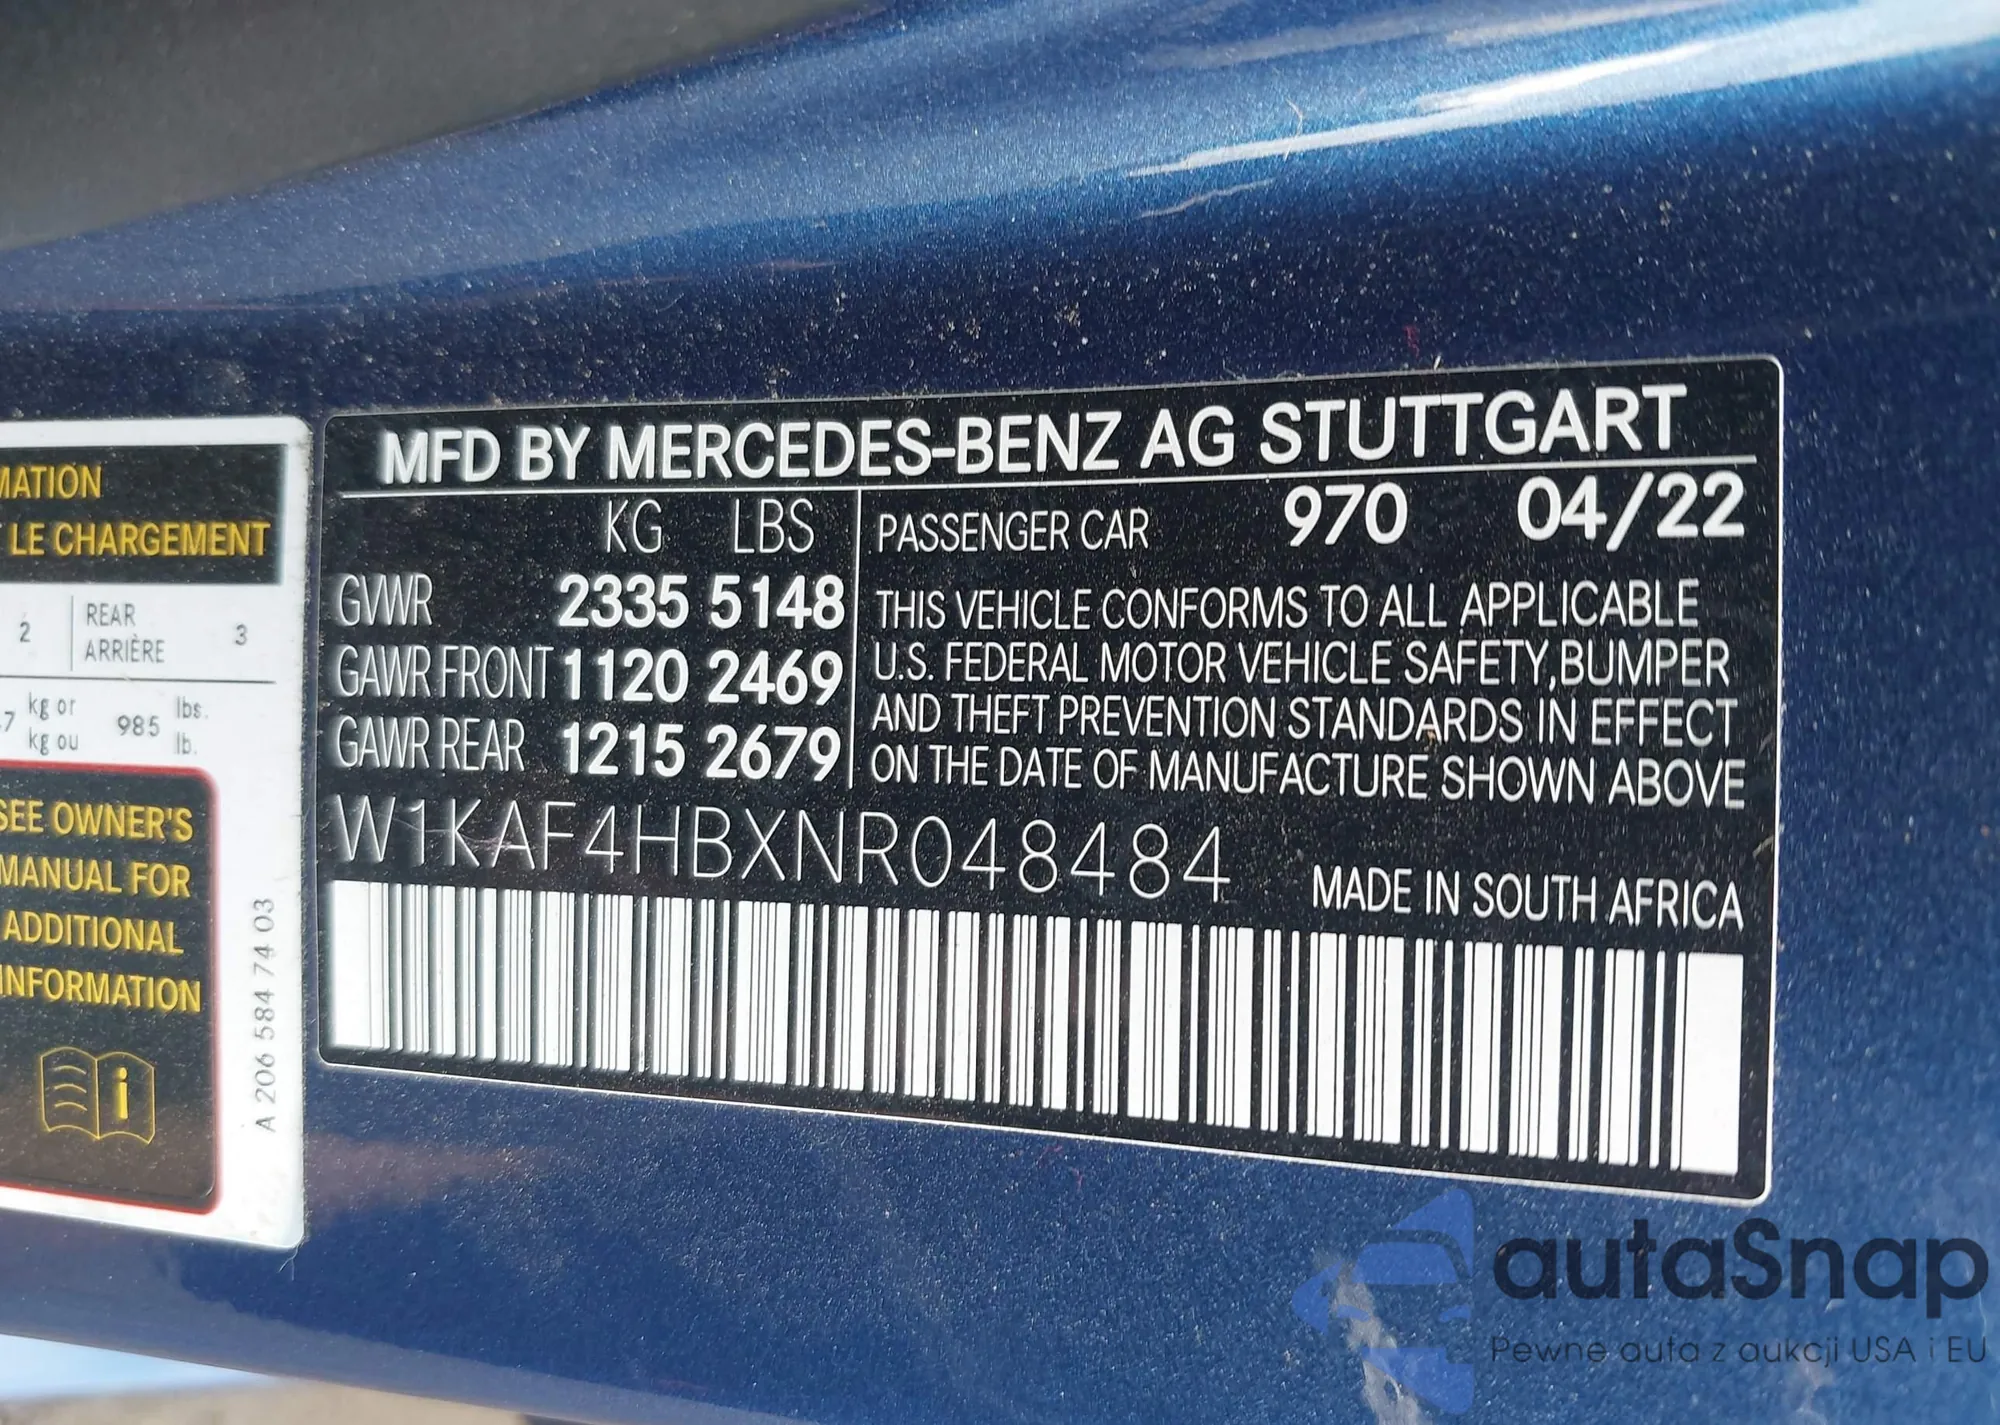 MATION
LE CHARGEMENT
2 REAR ARRIÈRE 3
7 kg or kg ou 985 lbs. lb.
SEE OWNER'S
MANUAL FOR
ADDITIONAL
INFORMATION
i
A 206 584 74 03
MFD BY MERCEDES-BENZ AG STUTTGART
KG LBS
GVWR 2335 5148
GAWR FRONT 1120 2469
GAWR REAR 1215 2679
PASSENGER CAR 970 04/22
THIS VEHICLE CONFORMS TO ALL APPLICABLE
U.S. FEDERAL MOTOR VEHICLE SAFETY,BUMPER
AND THEFT PREVENTION STANDARDS IN EFFECT
ON THE DATE OF MANUFACTURE SHOWN ABOVE
W1KAF4HBXNR048484
MADE IN SOUTH AFRICA
autaSnap
Pewne auta z aukcji USA i EU